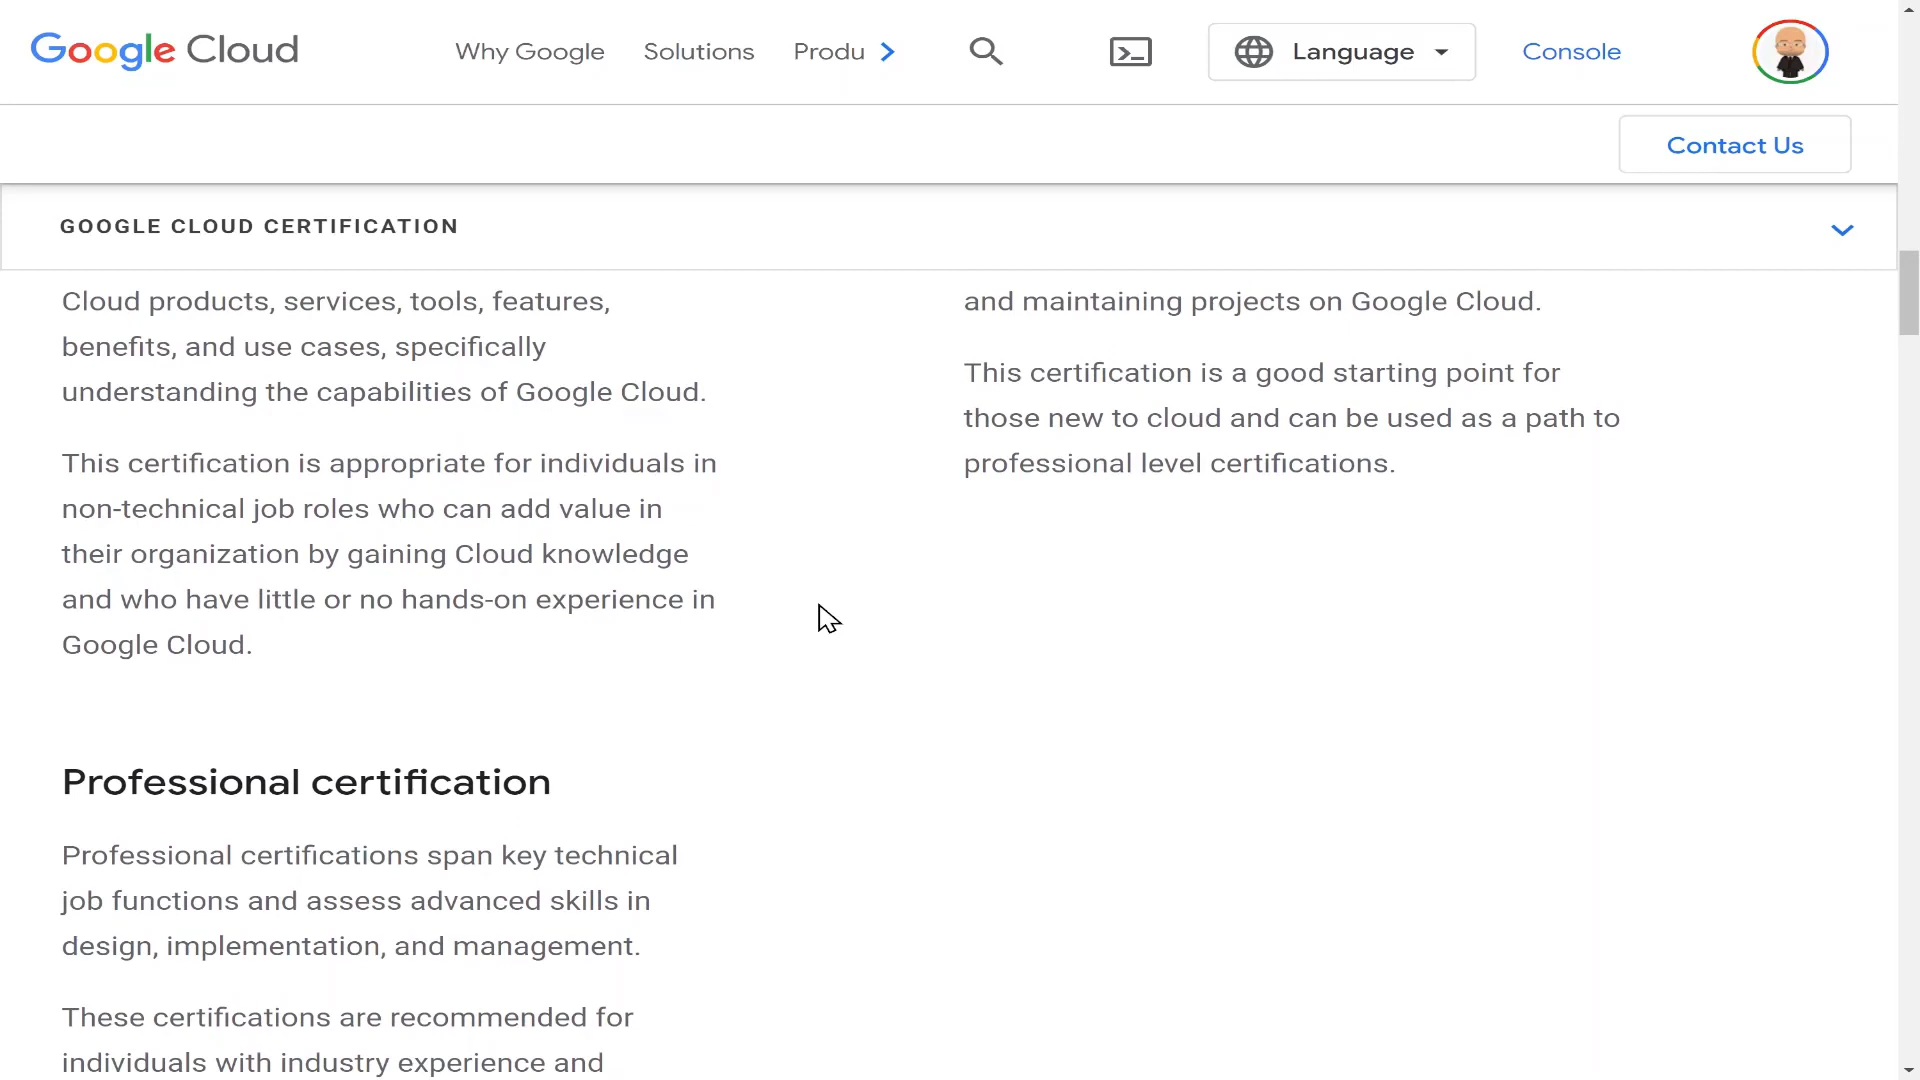 Google Cloud
Why Google
Solutions
Produ
Language
Console
Contact Us
GOOGLE CLOUD CERTIFICATION
Cloud products, services, tools, features,
benefits, and use cases, specifically
understanding the capabilities of Google Cloud.
This certification is appropriate for individuals in
non-technical job roles who can add value in
their organization by gaining Cloud knowledge
and who have little or no hands-on experience in
Google Cloud.
and maintaining projects on Google Cloud.
This certification is a good starting point for
those new to cloud and can be used as a path to
professional level certifications.
Professional certification
Professional certifications span key technical
job functions and assess advanced skills in
design, implementation, and management.
These certifications are recommended for
individuals with industry experience and